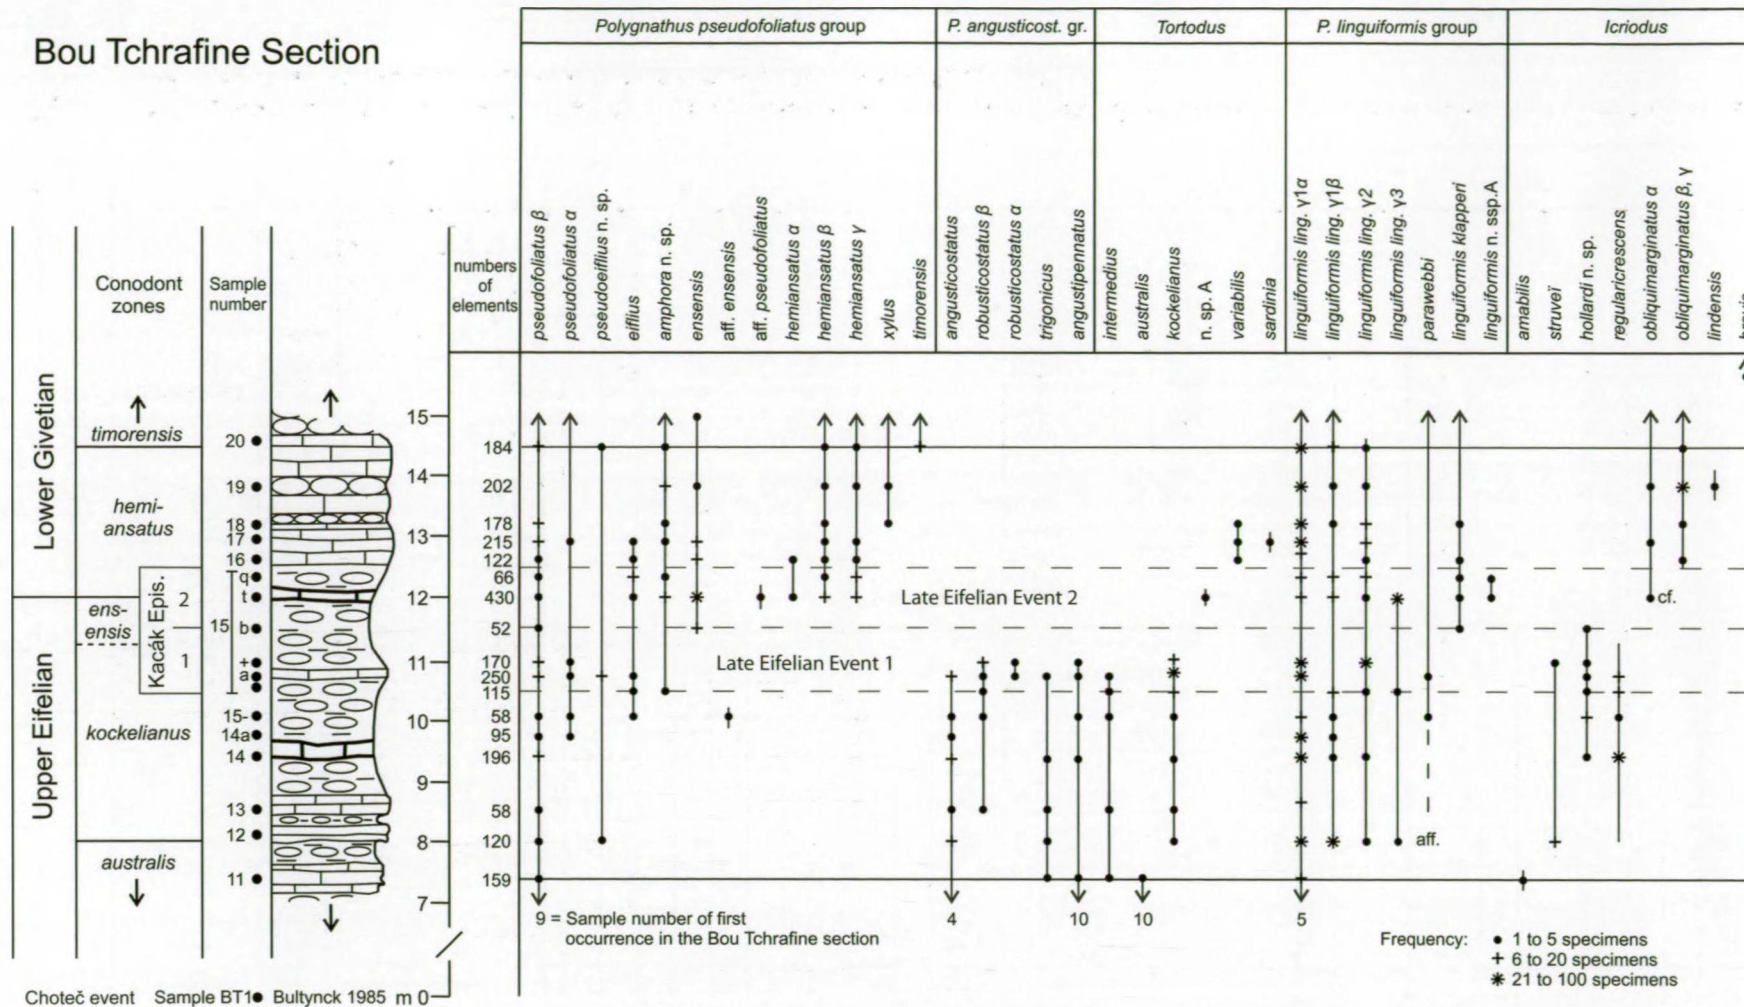 Bou Tchrafine Section
Polygnathus pseudofoliatus group
P. angusticost. gr.
Tortodus
P. linguiformis group
Icriodus
Conodont
zones
Sample
number
numbers
of
elements
pseudofoliatus β
pseudofoliatus α
pseudoeiflius n. sp.
eiflius
amphora n. sp.
ensensis
aff. ensensis
aff. pseudofoliatus
hemiansatus α
hemiansatus β
hemiansatus γ
xylus
timorensis
angusticostatus
robusticostatus β
robusticostatus α
trigonicus
angustipennatus
intermedius
australis
kockelianus
n. sp. A
variabilis
sardinia
linguiformis ling. γ1α
linguiformis ling. γ1β
linguiformis ling. γ2
linguiformis ling. γ3
parawebbi
linguiformis klapperi
linguiformis n. ssp.A
amabilis
struveï
hollardi n. sp.
regularicrescens
obliquimarginatus α
obliquimarginatus β, γ
lindensis
Lower Givetian
Upper Eifelian
timorensis
hemi-
ansatus
ens-
ensis
kockelianus
australis
Kacák Epis.
2
1
20
19
18
17
16
q
t
15
b
+
a
15-
14a
14
13
12
11
15
14
13
12
11
10
9
8
7
184
202
178
215
122
66
430
52
170
250
115
58
95
196
58
120
159
Late Eifelian Event 2
Late Eifelian Event 1
cf.
aff.
9 = Sample number of first
occurrence in the Bou Tchrafine section
4
10
10
5
Frequency:
• 1 to 5 specimens
+ 6 to 20 specimens
* 21 to 100 specimens
Choteč event Sample BT1 Bultynck 1985 m 0